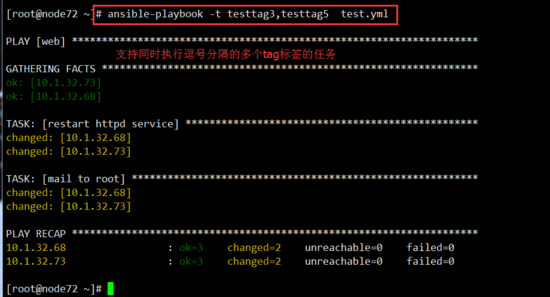 [root@node72 ~]# ansible-playbook -t testtag3,testtag5 test.yml
PLAY [web] *********************************************************************
支持同时执行逗号分隔的多个tag标签的任务
GATHERING FACTS ***************************************************************
ok: [10.1.32.73]
ok: [10.1.32.68]
TASK: [restart httpd service] *************************************************
changed: [10.1.32.68]
changed: [10.1.32.73]
TASK: [mail to root] **********************************************************
changed: [10.1.32.68]
changed: [10.1.32.73]
PLAY RECAP ********************************************************************
10.1.32.68 : ok=3 changed=2 unreachable=0 failed=0
10.1.32.73 : ok=3 changed=2 unreachable=0 failed=0
[root@node72 ~]#